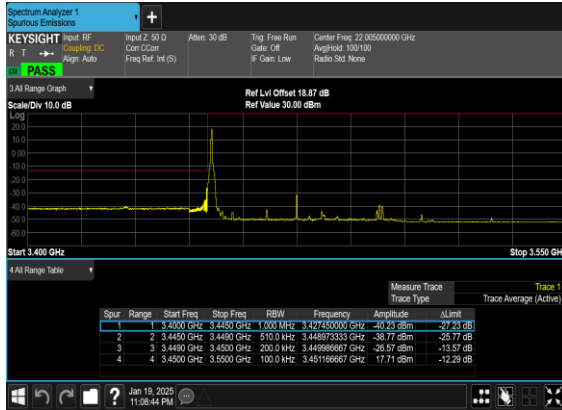 Spectrum Analyzer 1
Spurious Emissions
+
KEYSIGHT Input: RF Input Z: 50 Ω Atten: 30 dB Trig: Free Run Center Freq: 22.005000000 GHz
R T Coupling: DC Corr CCorr Gate: Off Avg|Hold: 100/100
Align: Auto Freq Ref: Int (S) IF Gain: Low Radio Std: None
PASS
3 All Range Graph Ref Lvl Offset 18.87 dB
Scale/Div 10.0 dB Ref Value 30.00 dBm
Log
20.0
10.0
0.00
-10.0
-20.0
-30.0
-40.0
-50.0
-60.0
Start 3.400 GHz Stop 3.550 GH
4 All Range Table
Measure Trace Trace 1
Trace Type Trace Average (Active)
Spur Range Start Freq Stop Freq RBW Frequency Amplitude ΔLimit
1 1 3.4000 GHz 3.4450 GHz 1.000 MHz 3.427450000 GHz -40.23 dBm -27.23 dB
2 2 3.4450 GHz 3.4490 GHz 510.0 kHz 3.448973333 GHz -38.77 dBm -25.77 dB
3 3 3.4490 GHz 3.4500 GHz 200.0 kHz 3.449986667 GHz -26.57 dBm -13.57 dB
4 4 3.4500 GHz 3.5500 GHz 100.0 kHz 3.451166667 GHz 17.71 dBm -12.29 dB
? Jan 19, 2025
11:08:44 PM